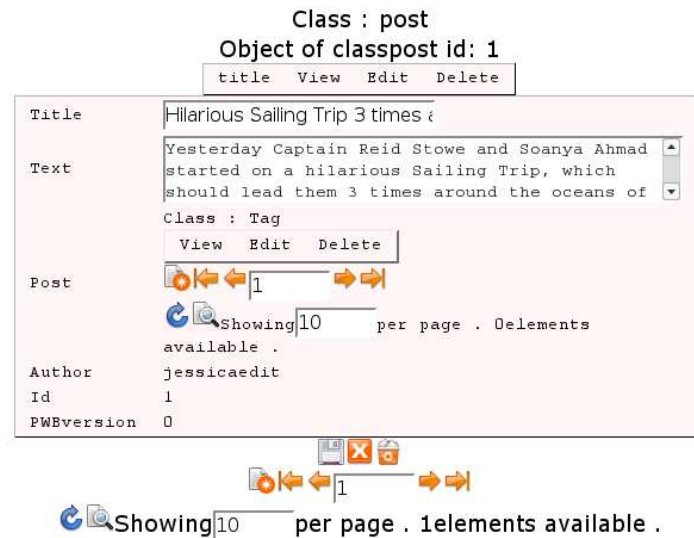 Class : post
Object of classpost id: 1
title View Edit Delete
Title Hilarious Sailing Trip 3 times
Text Yesterday Captain Reid Stowe and Soanya Ahmad
started on a hilarious Sailing Trip, which
should lead them 3 times around the oceans of
Class : Tag
View Edit Delete
Post 1
Showing 10 per page . 0elements
available .
Author jessicaedit
Id 1
PWBversion 0
1
Showing 10 per page . 1elements available .